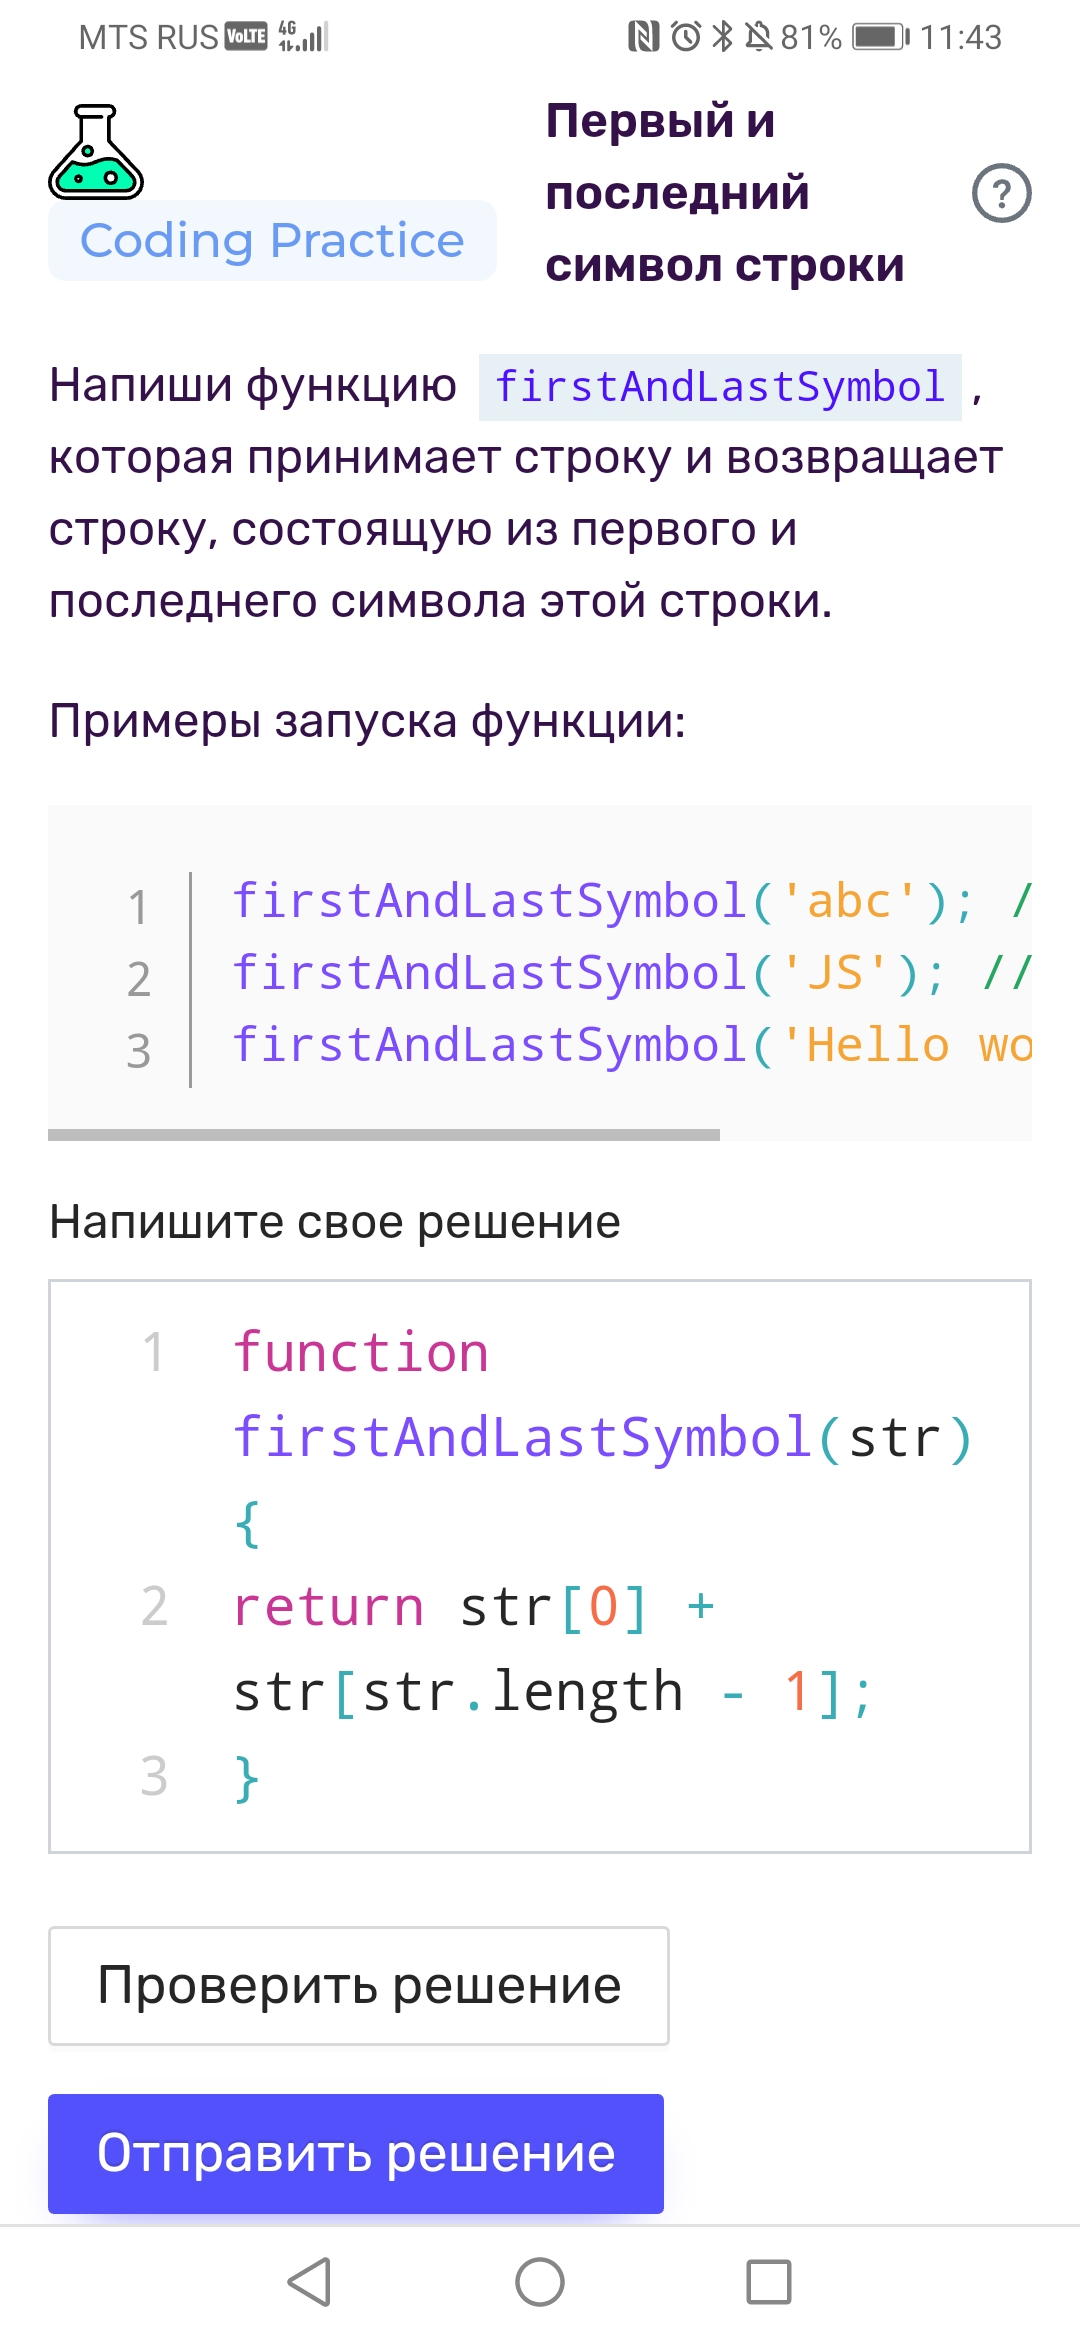 MTS RUS VoLTE 4G 81% 11:43
Coding Practice
Первый и
последний
символ строки
?
Напиши функцию firstAndLastSymbol ,
которая принимает строку и возвращает
строку, состоящую из первого и
последнего символа этой строки.
Примеры запуска функции:
1 firstAndLastSymbol('abc'); /
2 firstAndLastSymbol('JS'); //
3 firstAndLastSymbol('Hello wo
Напишите свое решение
1 function
firstAndLastSymbol(str)
{
2 return str[0] +
str[str.length - 1];
3 }
Проверить решение
Отправить решение